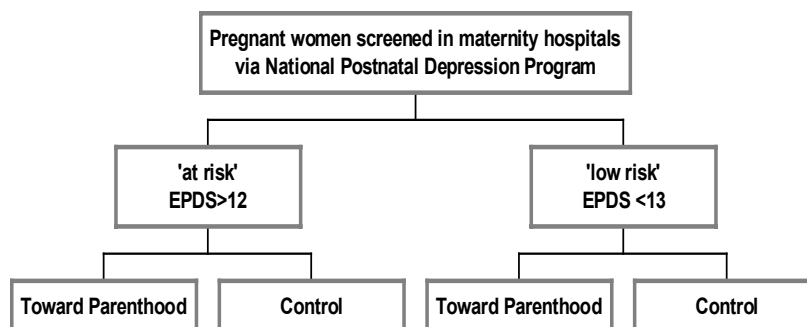 Pregnant women screened in maternity hospitals
via National Postnatal Depression Program
'at risk'
EPDS>12
'low risk'
EPDS <13
Toward Parenthood
Control
Toward Parenthood
Control